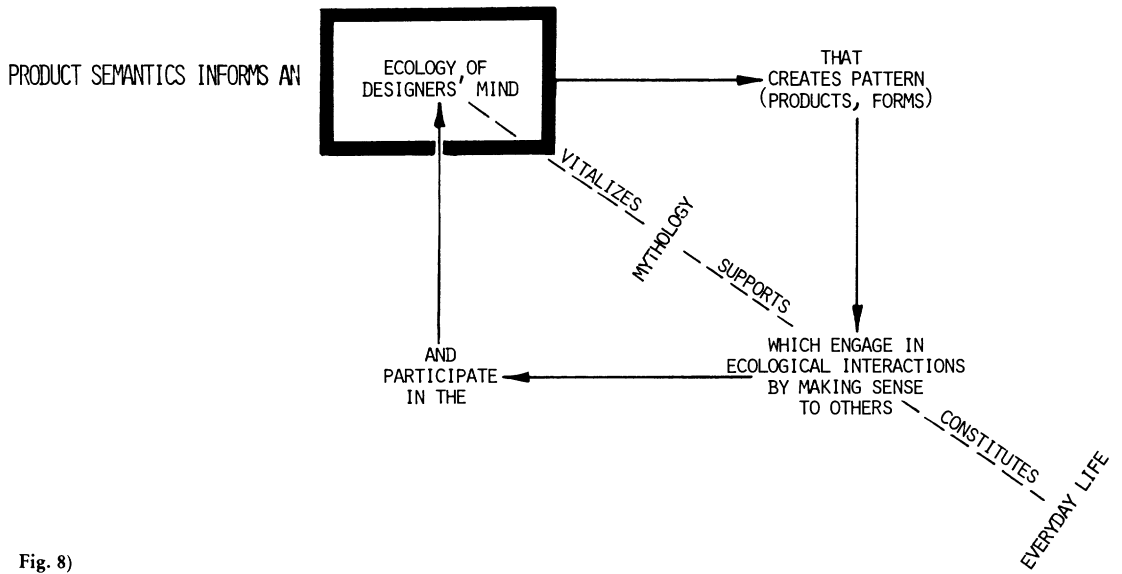 PRODUCT SEMANTICS INFORMS AN
ECOLOGY OF
DESIGNERS' MIND
THAT
CREATES PATTERN
(PRODUCTS, FORMS)
VITALIZES
MYTHOLOGY
SUPPORTS
WHICH ENGAGE IN
ECOLOGICAL INTERACTIONS
BY MAKING SENSE
TO OTHERS
AND
PARTICIPATE
IN THE
CONSTITUTES
EVERYDAY LIFE
Fig. 8)